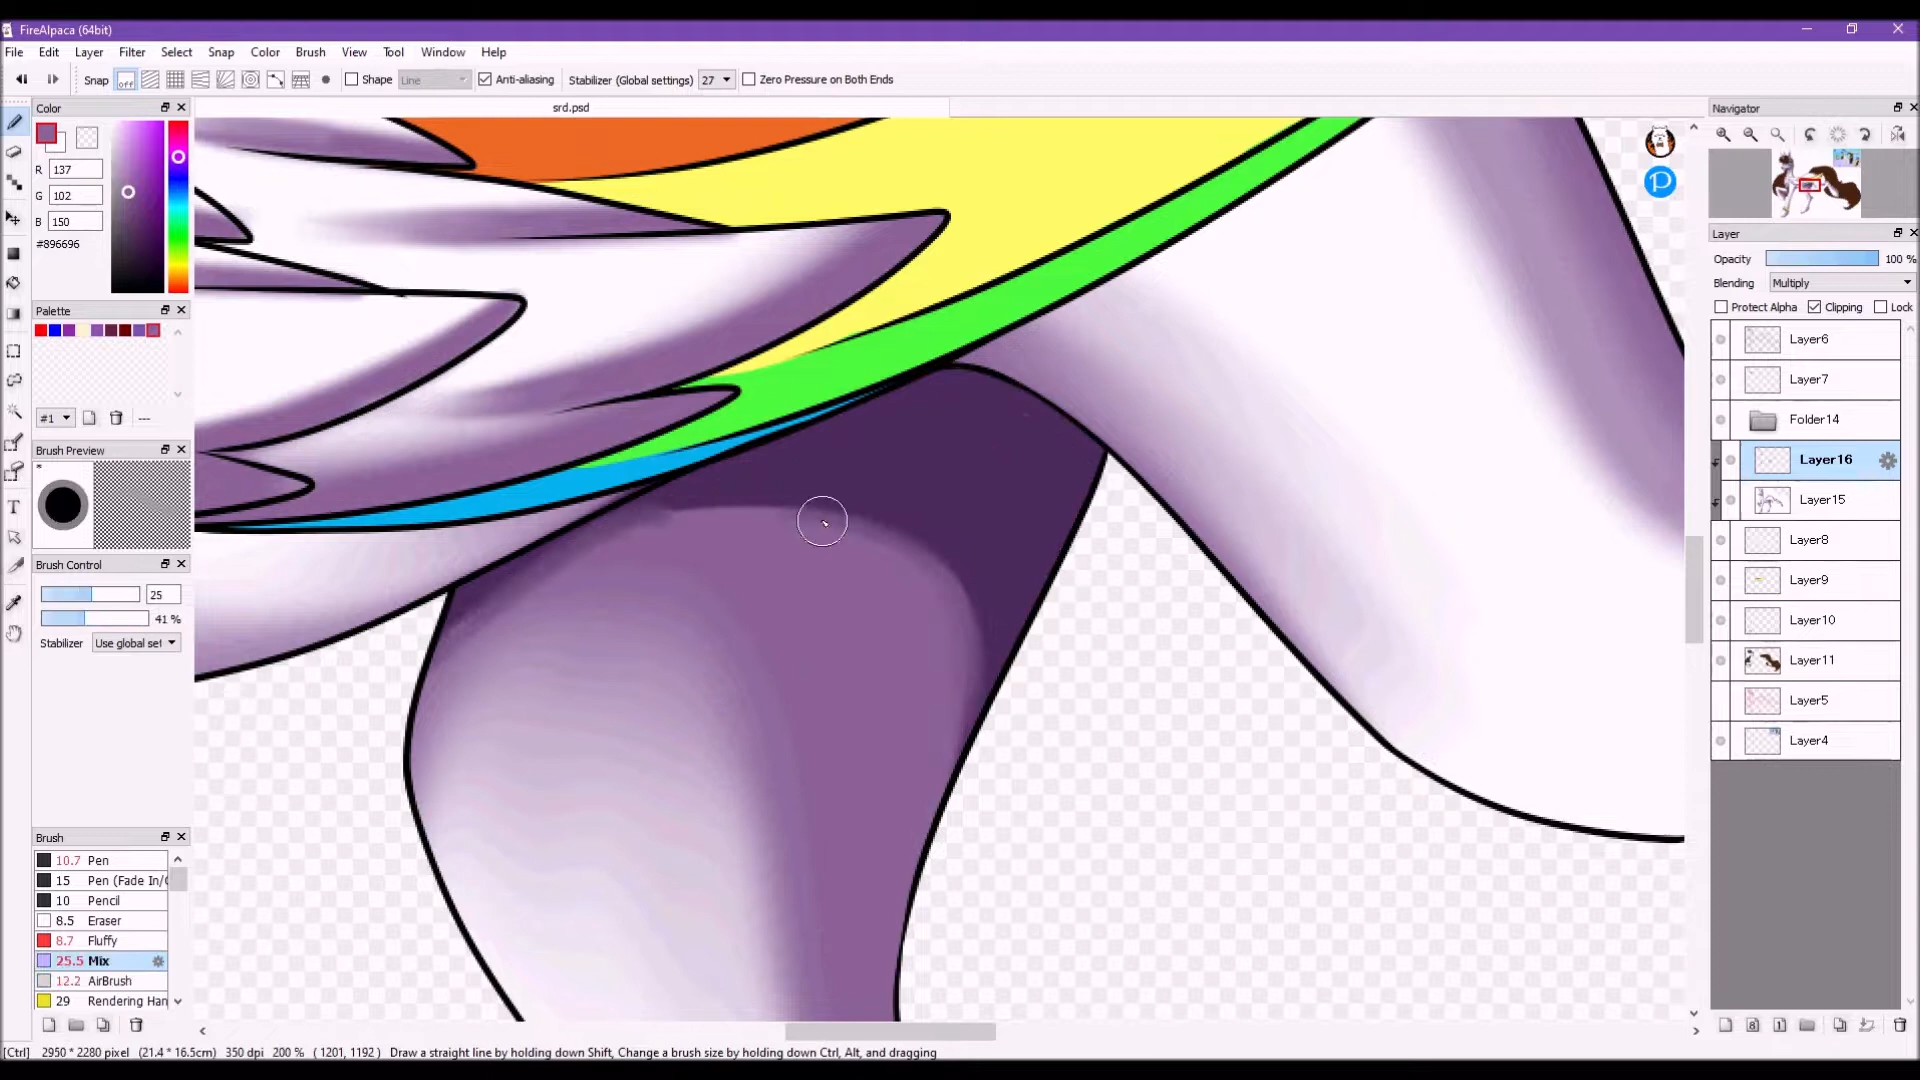 FireAlpaca (64bit)
File Edit Layer Filter Select Snap Color Brush View Tool Window Help
Snap off Shape Line Anti-aliasing Stabilizer (Global settings) 27 Zero Pressure on Both Ends
Color
srd.psd
Navigator
R 137
G 102
B 150
#896696
Layer
Opacity 100 %
Blending Multiply
Protect Alpha Clipping Lock
Palette
#1 ---
Layer6
Layer7
Folder14
Layer16
Layer15
Layer8
Layer9
Layer10
Layer11
Layer5
Layer4
Brush Preview
*
Brush Control
25
41 %
Stabilizer Use global set
Brush
10.7 Pen
15 Pen (Fade In/
10 Pencil
8.5 Eraser
8.7 Fluffy
25.5 Mix
12.2 AirBrush
29 Rendering Han
[Ctrl] 2950 * 2280 pixel (21.4 * 16.5cm) 350 dpi 200 % ( 1201, 1192 ) Draw a straight line by holding down Shift, Change a brush size by holding down Ctrl, Alt, and dragging